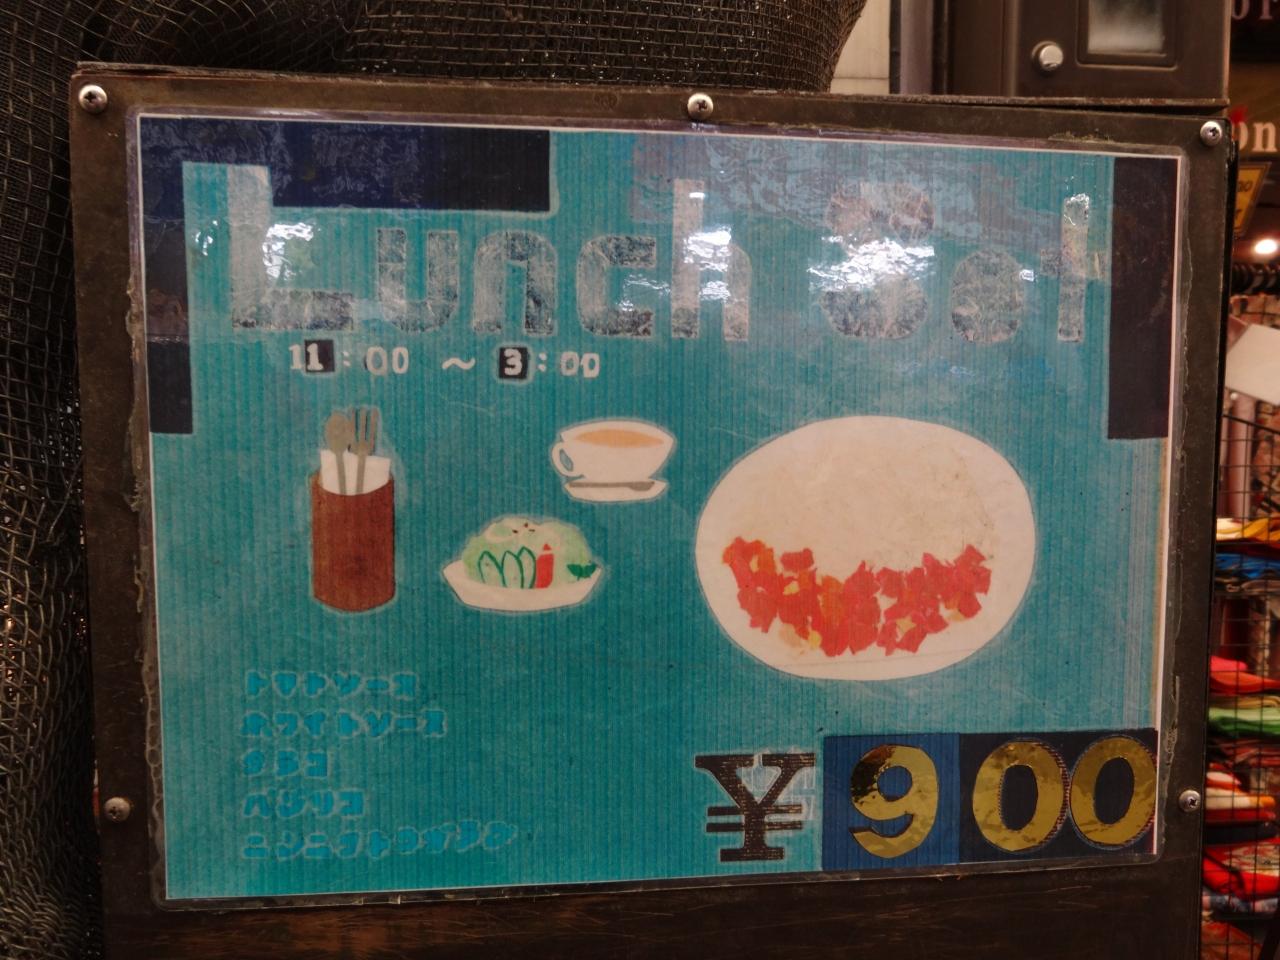 Lunch Set
11:00 ～ 3:00
トマトソース
ホワイトソース
タラコ
バジリコ
ニンニクトウガラシ
¥900